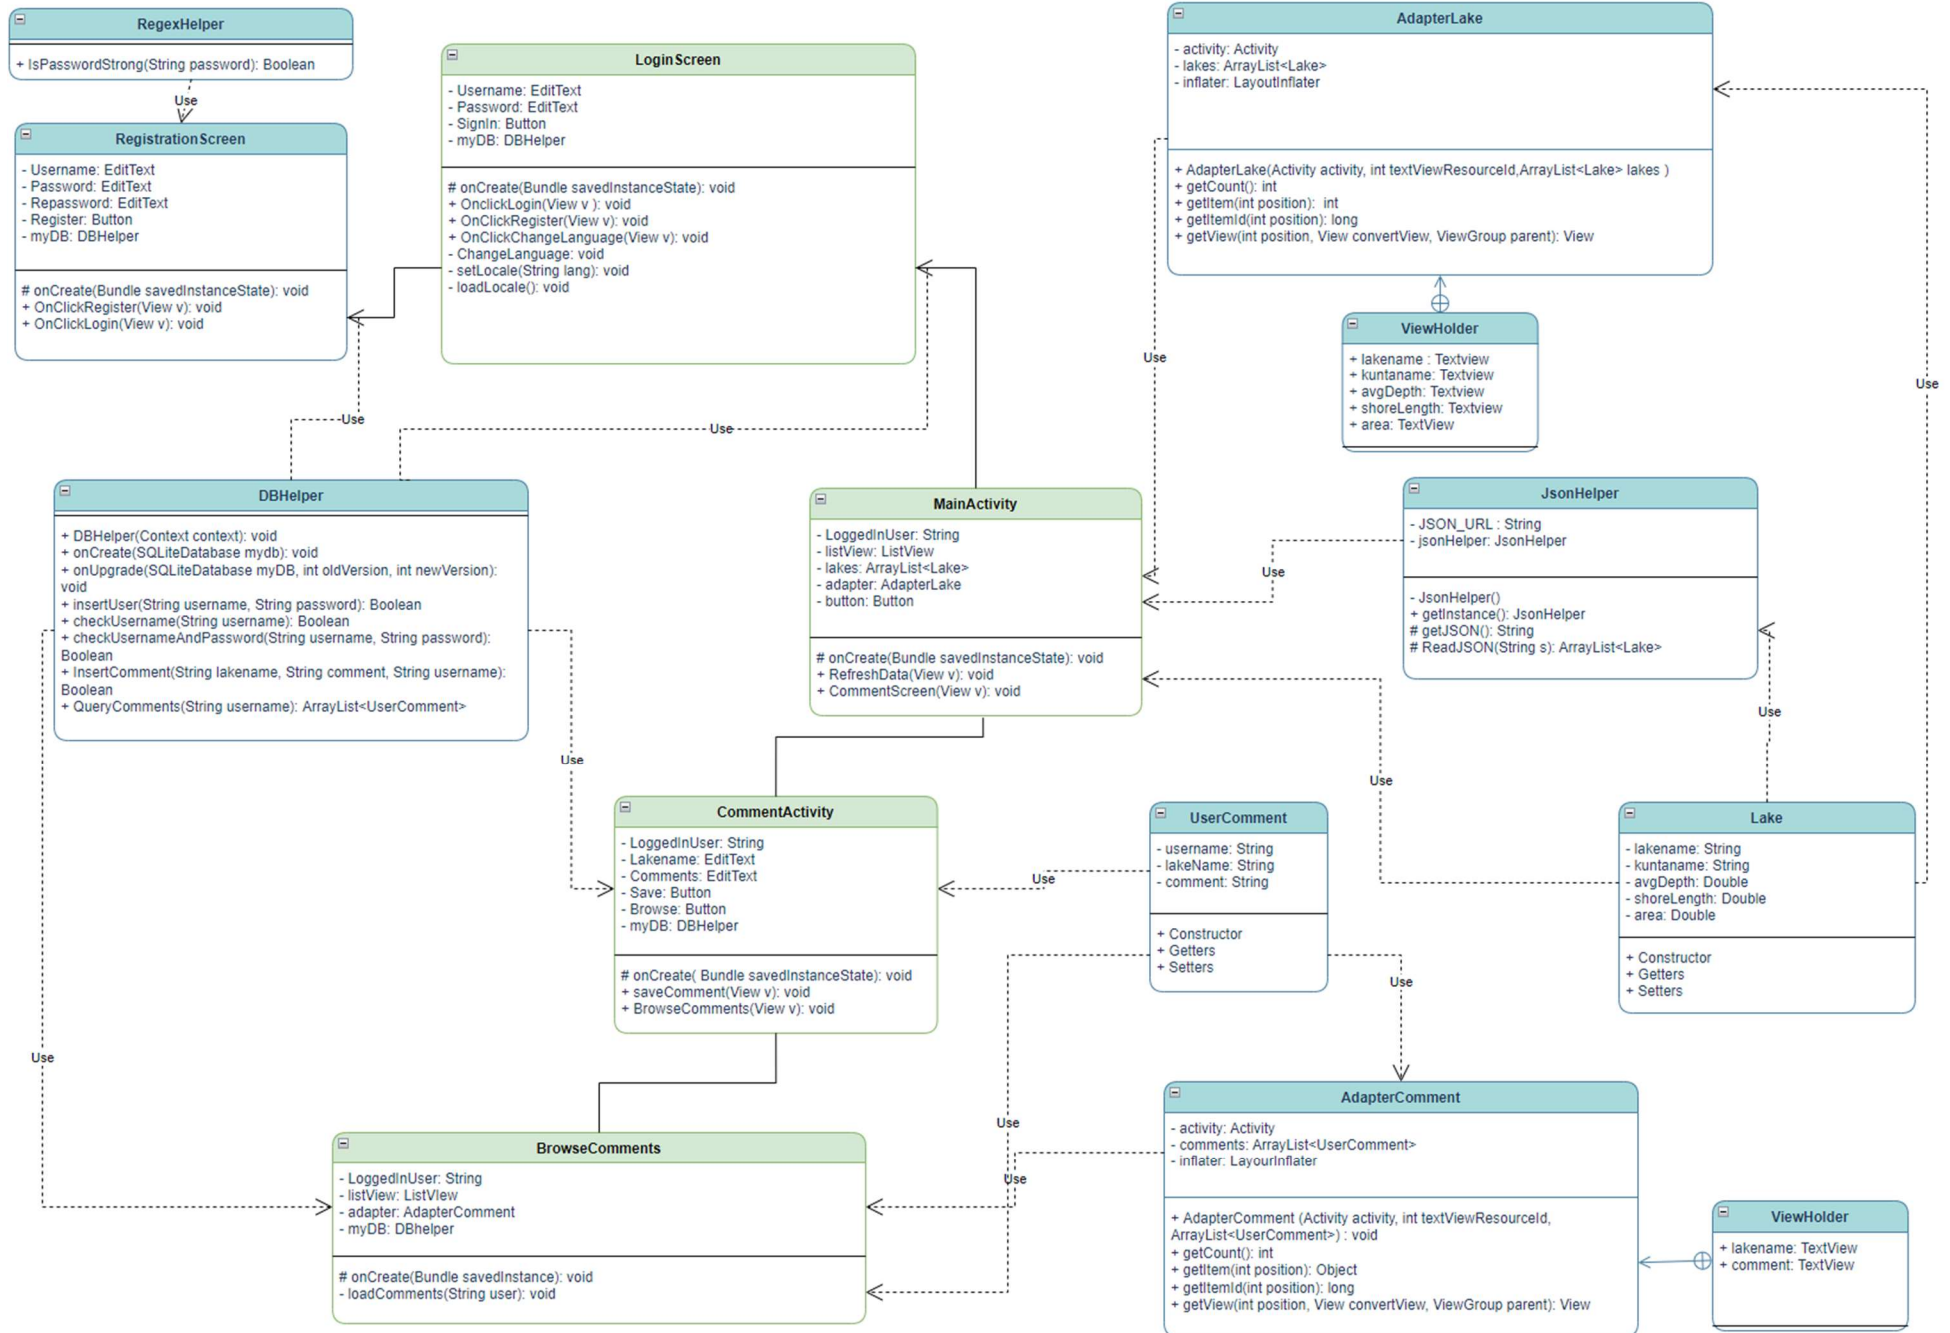 RegexHelper
+ IsPasswordStrong(String password): Boolean
Use
RegistrationScreen
- Username: EditText
- Password: EditText
- Repassword: EditText
- Register: Button
- myDB: DBHelper
# onCreate(Bundle savedInstanceState): void
+ OnClickRegister(View v): void
+ OnClickLogin(View v): void
LoginScreen
- Username: EditText
- Password: EditText
- SignIn: Button
- myDB: DBHelper
# onCreate(Bundle savedInstanceState): void
+ OnclickLogin(View v ): void
+ OnClickRegister(View v): void
+ OnClickChangeLanguage(View v): void
- ChangeLanguage: void
- setLocale(String lang): void
- loadLocale(): void
AdapterLake
- activity: Activity
- lakes: ArrayList<Lake>
- inflater: LayoutInflater
+ AdapterLake(Activity activity, int textViewResourceId,ArrayList<Lake> lakes )
+ getCount(): int
+ getItem(int position):  int
+ getItemId(int position): long
+ getView(int position, View convertView, ViewGroup parent): View
ViewHolder
+ lakename : Textview
+ kuntaname: Textview
+ avgDepth: Textview
+ shoreLength: Textview
+ area: TextView
Use
Use
Use
Use
DBHelper
+ DBHelper(Context context): void
+ onCreate(SQLiteDatabase mydb): void
+ onUpgrade(SQLiteDatabase myDB, int oldVersion, int newVersion):
void
+ insertUser(String username, String password): Boolean
+ checkUsername(String username): Boolean
+ checkUsernameAndPassword(String username, String password):
Boolean
+ InsertComment(String lakename, String comment, String username):
Boolean
+ QueryComments(String username): ArrayList<UserComment>
MainActivity
- LoggedInUser: String
- listView: ListView
- lakes: ArrayList<Lake>
- adapter: AdapterLake
- button: Button
# onCreate(Bundle savedInstanceState): void
+ RefreshData(View v): void
+ CommentScreen(View v): void
Use
JsonHelper
- JSON_URL : String
- jsonHelper: JsonHelper
- JsonHelper()
+ getInstance(): JsonHelper
# getJSON(): String
# ReadJSON(String s): ArrayList<Lake>
Use
Use
Use
CommentActivity
- LoggedInUser: String
- Lakename: EditText
- Comments: EditText
- Save: Button
- Browse: Button
- myDB: DBHelper
# onCreate( Bundle savedInstanceState): void
+ saveComment(View v): void
+ BrowseComments(View v): void
Use
UserComment
- username: String
- lakeName: String
- comment: String
+ Constructor
+ Getters
+ Setters
Lake
- lakename: String
- kuntaname: String
- avgDepth: Double
- shoreLength: Double
- area: Double
+ Constructor
+ Getters
+ Setters
Use
Use
Use
Use
BrowseComments
- LoggedInUser: String
- listView: ListView
- adapter: AdapterComment
- myDB: DBhelper
# onCreate(Bundle savedInstance): void
- loadComments(String user): void
AdapterComment
- activity: Activity
- comments: ArrayList<UserComment>
- inflater: LayourInflater
+ AdapterComment (Activity activity, int textViewResourceId,
ArrayList<UserComment>) : void
+ getCount(): int
+ getItem(int position): Object
+ getItemId(int position): long
+ getView(int position, View convertView, ViewGroup parent): View
ViewHolder
+ lakename: TextView
+ comment: TextView